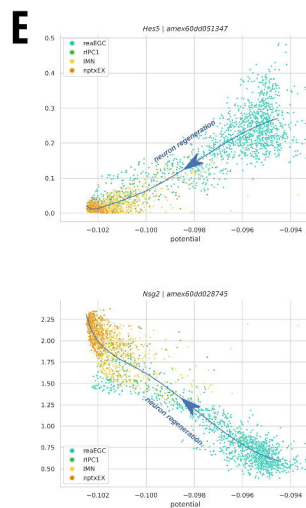 E
Hes5 | amex60dd051347
0.5
0.4
0.3
0.2
0.1
0.0
reaEGC
rIPC1
IMN
nptxEX
neuron regeneration
−0.102
−0.100
−0.098
−0.096
−0.094
potential
Nsg2 | amex60dd028745
2.25
2.00
1.75
1.50
1.25
1.00
0.75
0.50
neuron regeneration
reaEGC
rIPC1
IMN
nptxEX
−0.102
−0.100
−0.098
−0.096
−0.094
potential